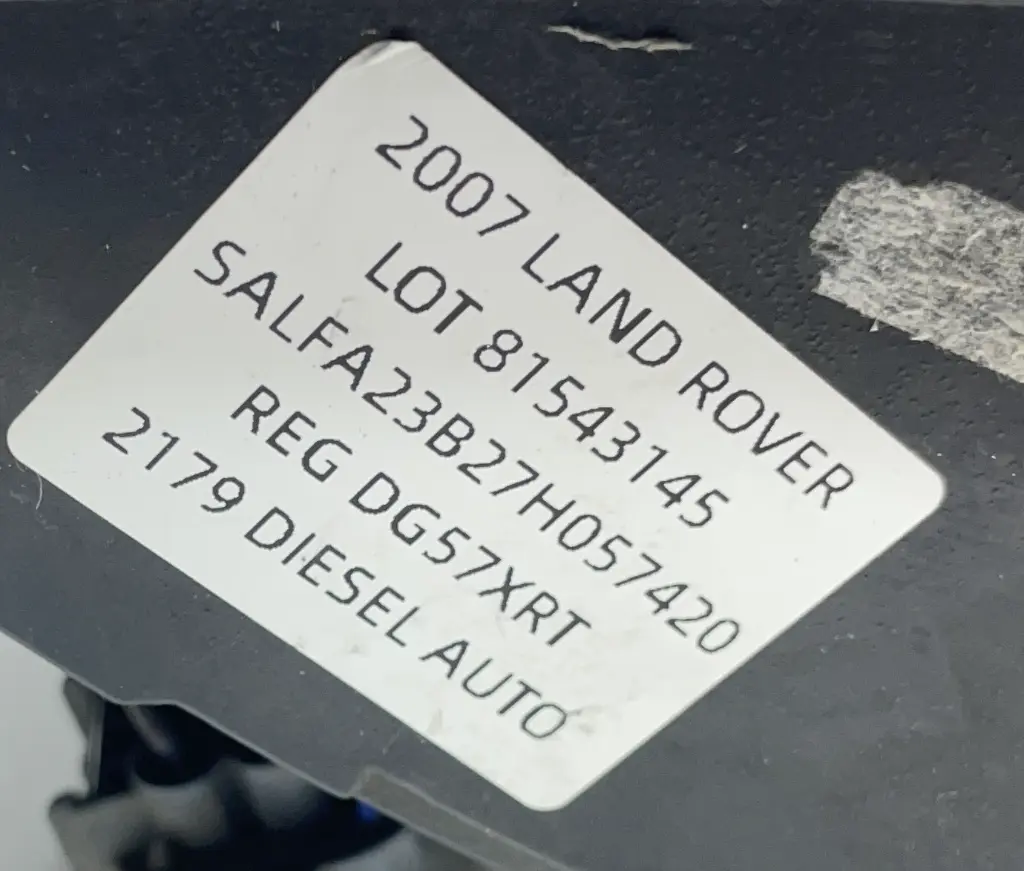 2007 LAND ROVER
LOT 81543145
SALFA23B27H057420
REG DG57XRT
2179 DIESEL AUTO